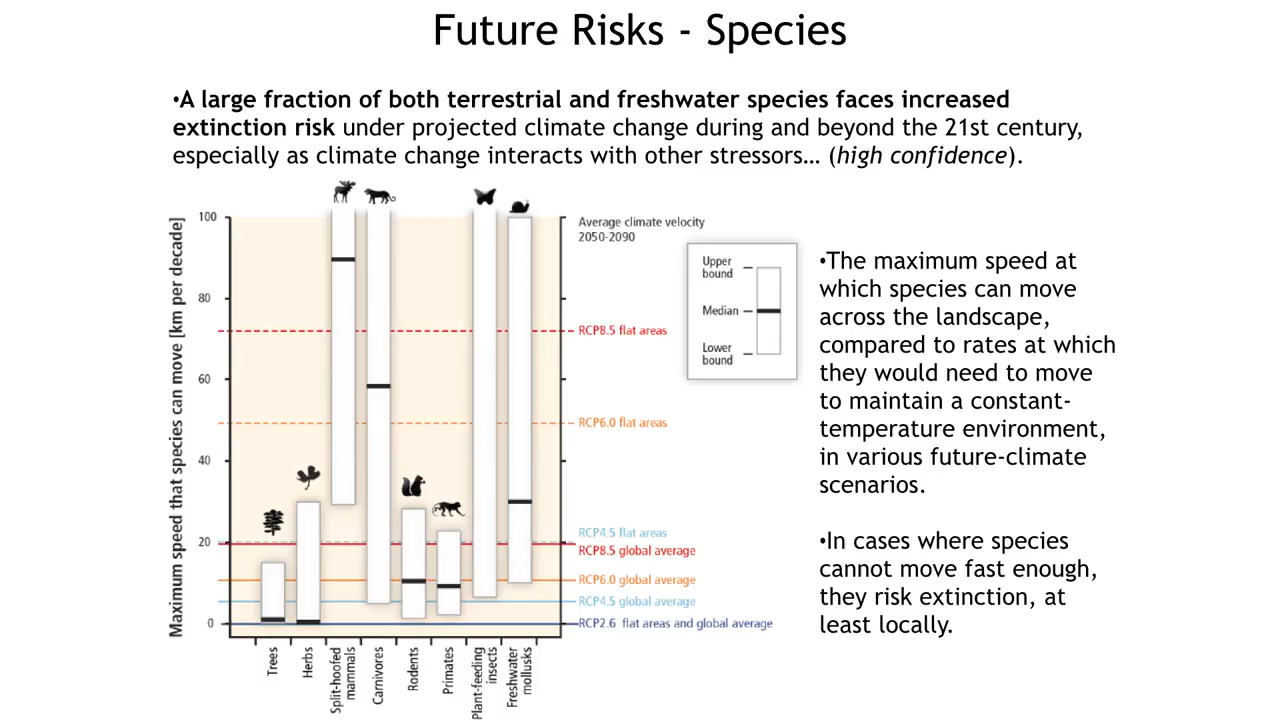 Future Risks - Species
•A large fraction of both terrestrial and freshwater species faces increased
extinction risk under projected climate change during and beyond the 21st century,
especially as climate change interacts with other stressors… (high confidence).
Maximum speed that species can move [km per decade]
100
80
60
40
20
0
Average climate velocity
2050-2090
RCP8.5 flat areas
RCP6.0 flat areas
RCP4.5 flat areas
RCP8.5 global average
RCP6.0 global average
RCP4.5 global average
RCP2.6 flat areas and global average
Trees
Herbs
Split-hoofed
mammals
Carnivores
Rodents
Primates
Plant-feeding
insects
Freshwater
mollusks
Upper
bound
Median
Lower
bound
•The maximum speed at
which species can move
across the landscape,
compared to rates at which
they would need to move
to maintain a constant-
temperature environment,
in various future-climate
scenarios.
•In cases where species
cannot move fast enough,
they risk extinction, at
least locally.